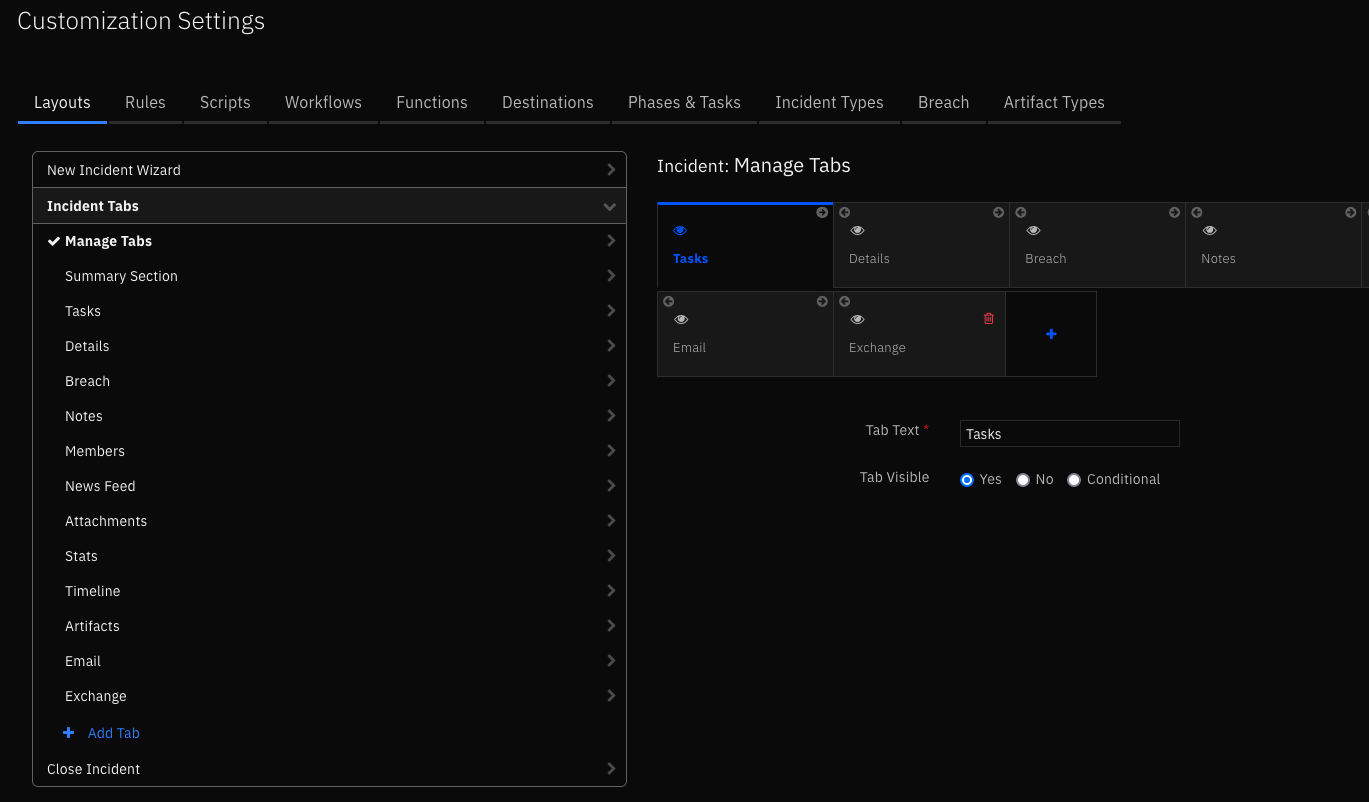 Customization Settings
Layouts Rules Scripts Workflows Functions Destinations Phases & Tasks Incident Types Breach Artifact Types
New Incident Wizard
Incident Tabs
Manage Tabs
Summary Section
Tasks
Details
Breach
Notes
Members
News Feed
Attachments
Stats
Timeline
Artifacts
Email
Exchange
Add Tab
Close Incident
Incident: Manage Tabs
Tasks Details Breach Notes
Email Exchange
Tab Text * Tasks
Tab Visible Yes No Conditional